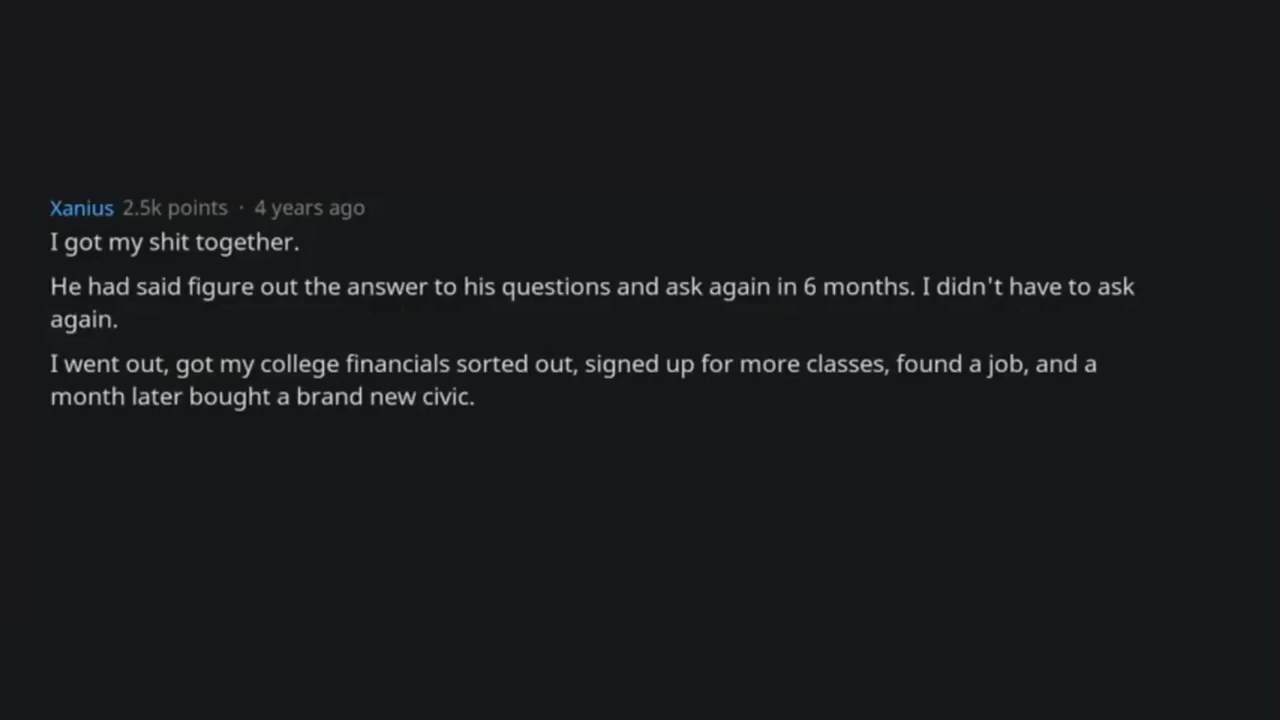 Xanius 2.5k points · 4 years ago
I got my shit together.
He had said figure out the answer to his questions and ask again in 6 months. I didn't have to ask
again.
I went out, got my college financials sorted out, signed up for more classes, found a job, and a
month later bought a brand new civic.